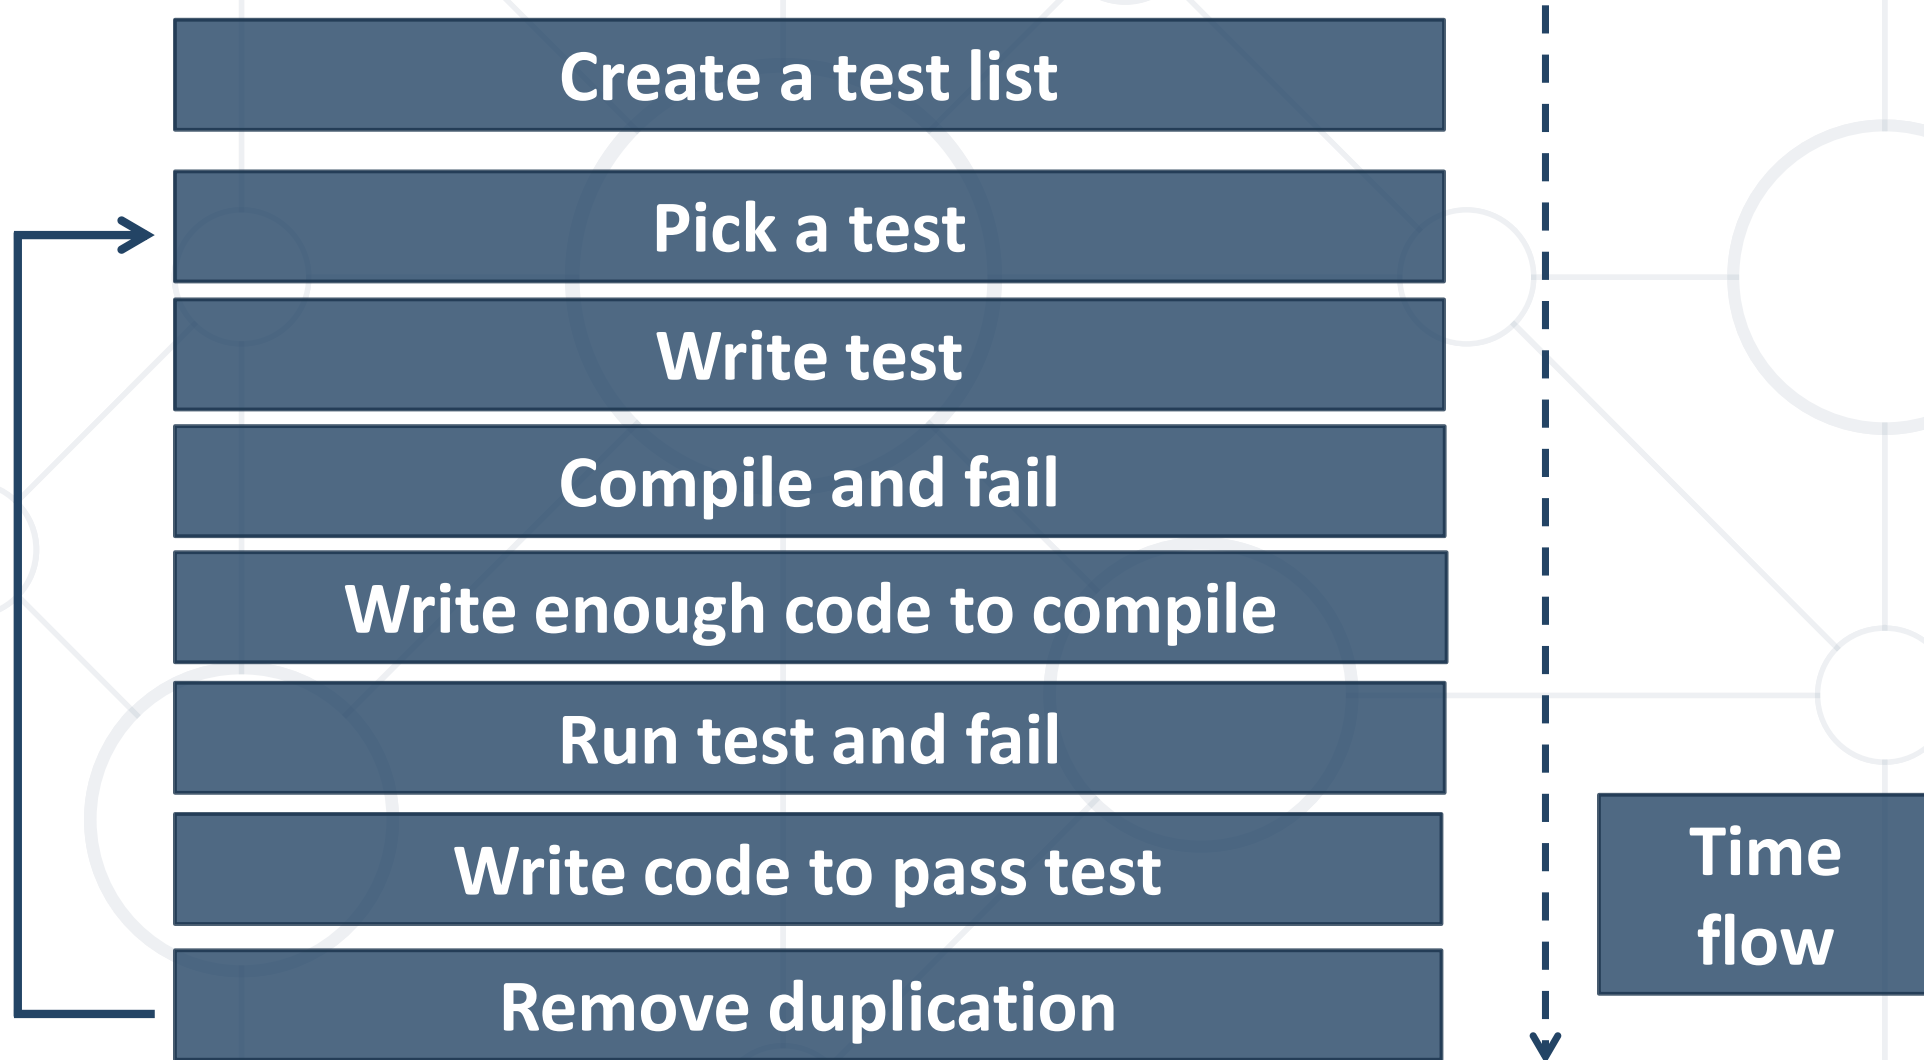 Create a test list
Pick a test
Write test
Compile and fail
Write enough code to compile
Run test and fail
Write code to pass test
Remove duplication
Time
flow